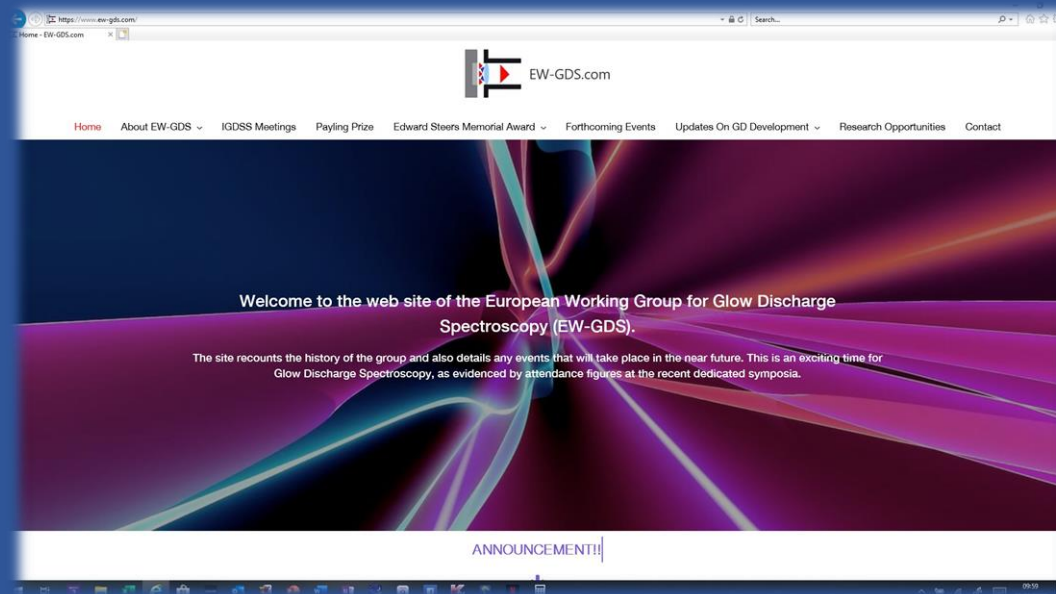 https://www.ew-gds.com/
Search...
Home - EW-GDS.com
EW-GDS.com
Home About EW-GDS IGDSS Meetings Payling Prize Edward Steers Memorial Award Forthcoming Events Updates On GD Development Research Opportunities Contact
Welcome to the web site of the European Working Group for Glow Discharge
Spectroscopy (EW-GDS).
The site recounts the history of the group and also details any events that will take place in the near future. This is an exciting time for
Glow Discharge Spectroscopy, as evidenced by attendance figures at the recent dedicated symposia.
ANNOUNCEMENT!!
09:59